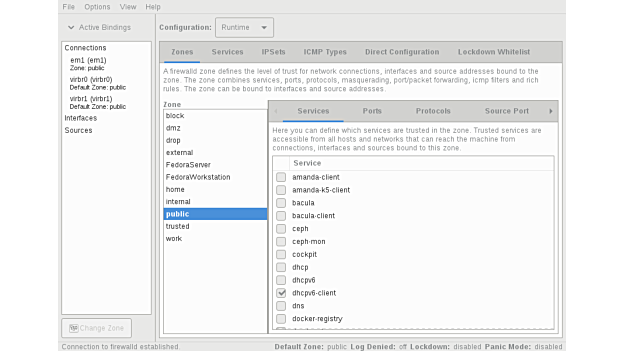 File Options View Help
Active Bindings
Configuration: Runtime
Connections
em1 (em1)
Zone: public
virbr0 (virbr0)
Default Zone: public
virbr1 (virbr1)
Default Zone: public
Interfaces
Sources
Change Zone
Zones Services IPSets ICMP Types Direct Configuration Lockdown Whitelist
A firewalld zone defines the level of trust for network connections, interfaces and source addresses bound to the
zone. The zone combines services, ports, protocols, masquerading, port/packet forwarding, icmp filters and rich
rules. The zone can be bound to interfaces and source addresses.
Zone
block
dmz
drop
external
FedoraServer
FedoraWorkstation
home
internal
public
trusted
work
Services Ports Protocols Source Port
Here you can define which services are trusted in the zone. Trusted services are
accessible from all hosts and networks that can reach the machine from
connections, interfaces and sources bound to this zone.
Service
amanda-client
amanda-k5-client
bacula
bacula-client
ceph
ceph-mon
cockpit
dhcp
dhcpv6
dhcpv6-client
dns
docker-registry
Connection to firewalld established.
Default Zone: public Log Denied: off Lockdown: disabled Panic Mode: disabled